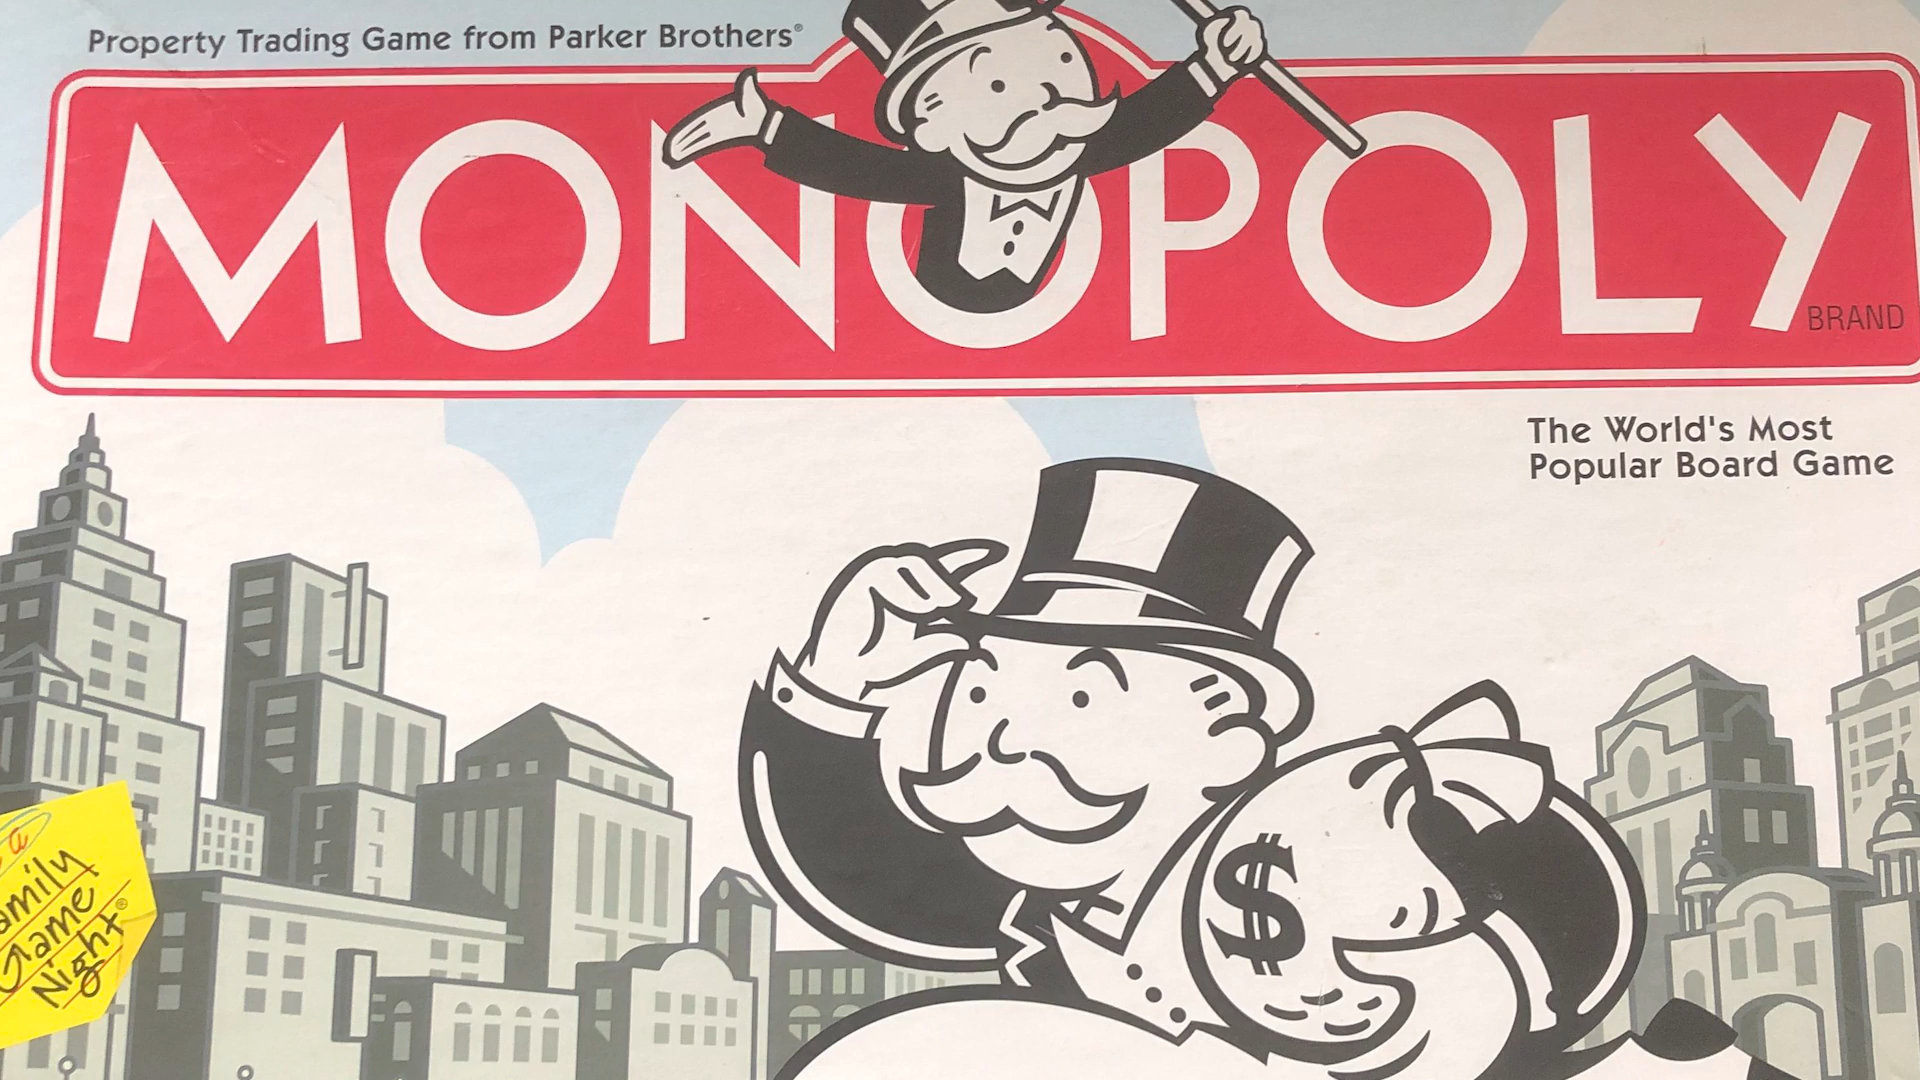 Property Trading Game from Parker Brothers®
MONOPOLY
BRAND
The World's Most
Popular Board Game
$
a
amily
Game
Night®